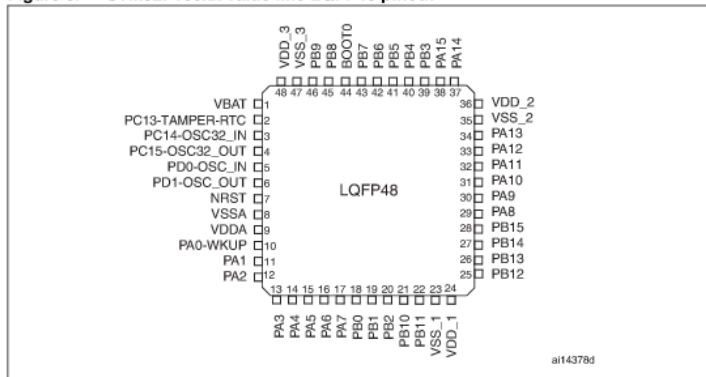 VDD_3
VSS_3
PB9
PB8
BOOT0
PB7
PB6
PB5
PB4
PB3
PA15
PA14
48 47 46 45 44 43 42 41 40 39 38 37
VBAT 1
PC13-TAMPER-RTC 2
PC14-OSC32_IN 3
PC15-OSC32_OUT 4
PD0-OSC_IN 5
PD1-OSC_OUT 6
NRST 7
VSSA 8
VDDA 9
PA0-WKUP 10
PA1 11
PA2 12
LQFP48
36 VDD_2
35 VSS_2
34 PA13
33 PA12
32 PA11
31 PA10
30 PA9
29 PA8
28 PB15
27 PB14
26 PB13
25 PB12
13 14 15 16 17 18 19 20 21 22 23 24
PA3
PA4
PA5
PA6
PA7
PB0
PB1
PB2
PB10
PB11
VSS_1
VDD_1
ai14378d